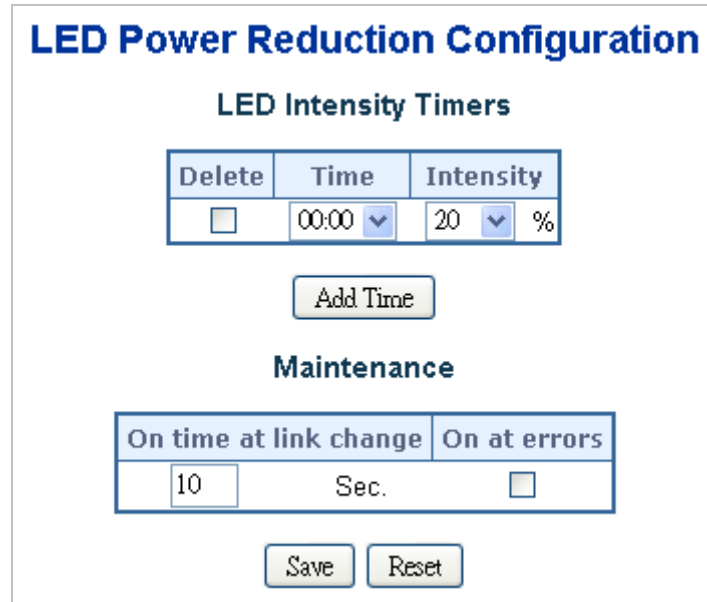 LED Power Reduction Configuration
LED Intensity Timers
Delete Time Intensity
00:00 20 %
Add Time
Maintenance
On time at link change On at errors
10 Sec.
Save Reset